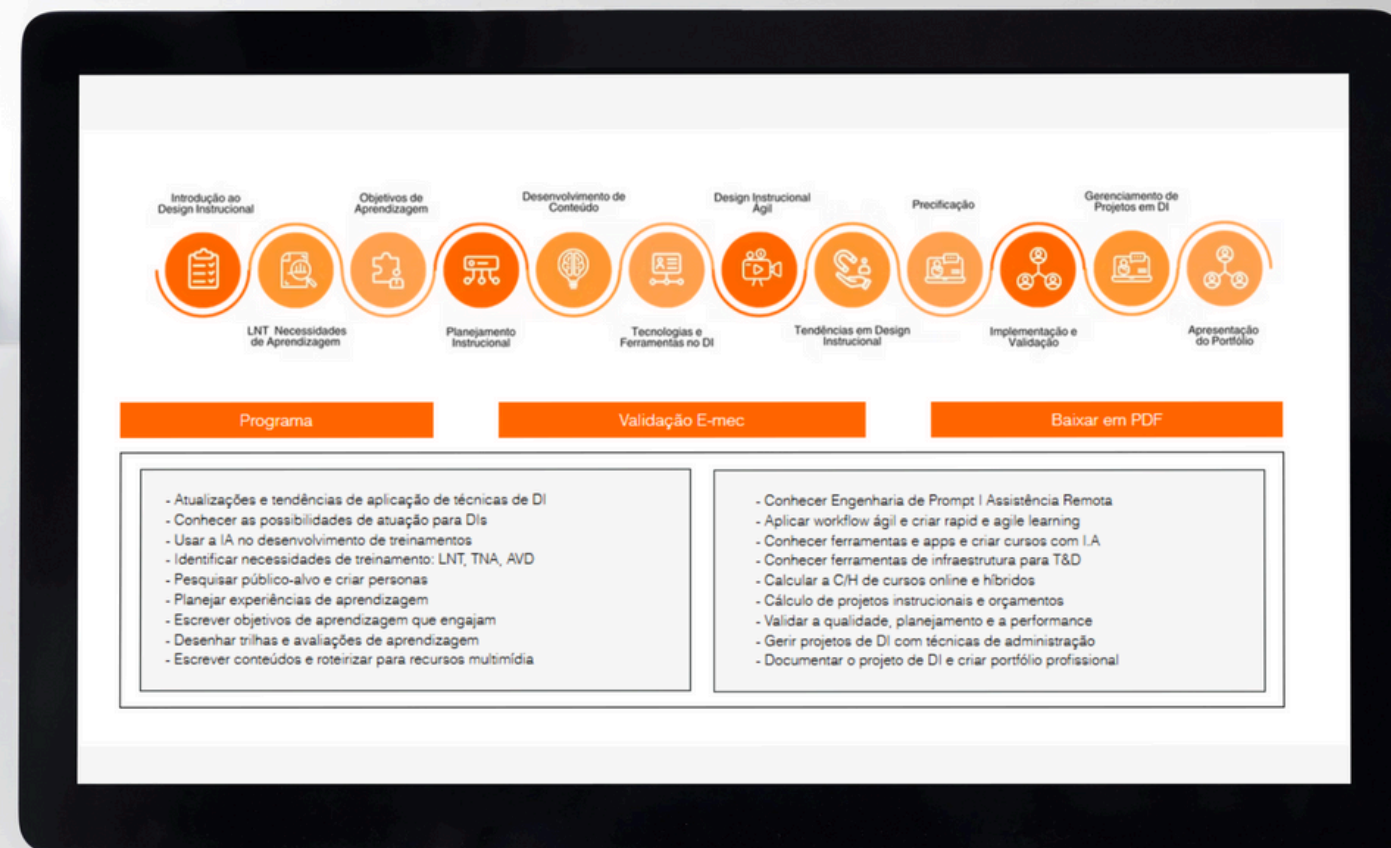 Introdução ao
Design Instrucional
LNT  Necessidades
de Aprendizagem
Objetivos de
Aprendizagem
Planejamento
Instrucional
Desenvolvimento de
Conteúdo
Tecnologias e
Ferramentas no DI
Design Instrucional
Ágil
Tendências em Design
Instrucional
Precificação
Implementação e
Validação
Gerenciamento de
Projetos em DI
Apresentação
do Portfólio
Programa
Validação E-mec
Baixar em PDF
- Atualizações e tendências de aplicação de técnicas de DI
- Conhecer as possibilidades de atuação para DIs
- Usar a IA no desenvolvimento de treinamentos
- Identificar necessidades de treinamento: LNT, TNA, AVD
- Pesquisar público-alvo e criar personas
- Planejar experiências de aprendizagem
- Escrever objetivos de aprendizagem que engajam
- Desenhar trilhas e avaliações de aprendizagem
- Escrever conteúdos e roteirizar para recursos multimídia
- Conhecer Engenharia de Prompt I Assistência Remota
- Aplicar workflow ágil e criar rapid e agile learning
- Conhecer ferramentas e apps e criar cursos com I.A
- Conhecer ferramentas de infraestrutura para T&D
- Calcular a C/H de cursos online e híbridos
- Cálculo de projetos instrucionais e orçamentos
- Validar a qualidade, planejamento e a performance
- Gerir projetos de DI com técnicas de administração
- Documentar o projeto de DI e criar portfólio profissional